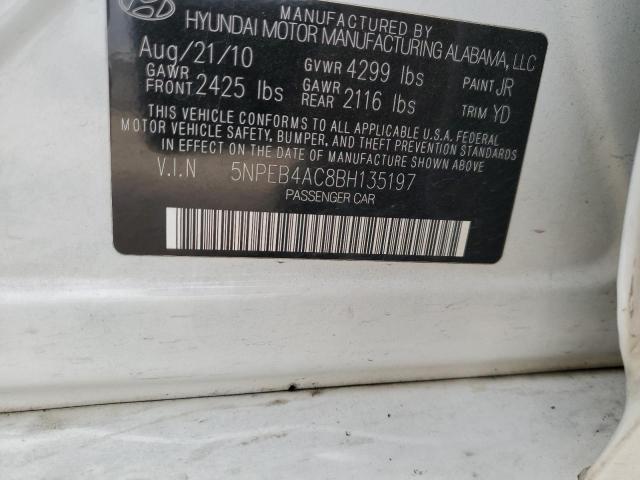 MANUFACTURED BY
HYUNDAI MOTOR MANUFACTURING ALABAMA, LLC
Aug/21/10 GVWR 4299 lbs PAINT JR
GAWR FRONT 2425 lbs GAWR REAR 2116 lbs TRIM YD
THIS VEHICLE CONFORMS TO ALL APPLICABLE U.S.A. FEDERAL
MOTOR VEHICLE SAFETY, BUMPER, AND THEFT PREVENTION STANDARDS
IN EFFECT ON THE DATE OF MANUFACTURE SHOWN ABOVE.
V.I.N 5NPEB4AC8BH135197
PASSENGER CAR